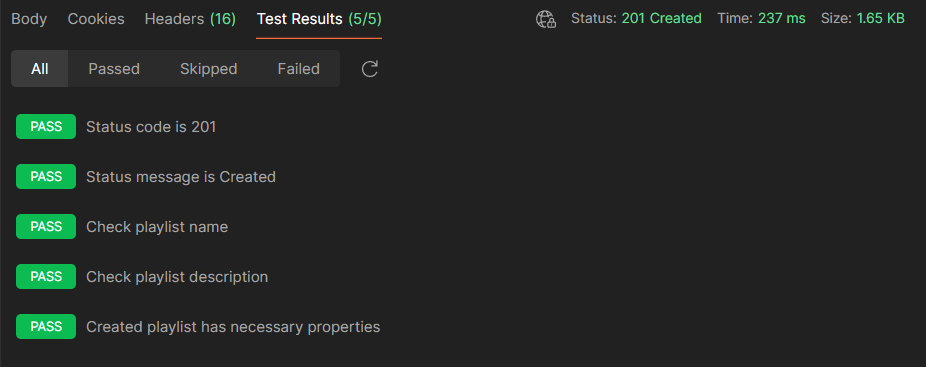 Body Cookies Headers (16) Test Results (5/5) Status: 201 Created Time: 237 ms Size: 1.65 KB
All Passed Skipped Failed
PASS Status code is 201
PASS Status message is Created
PASS Check playlist name
PASS Check playlist description
PASS Created playlist has necessary properties